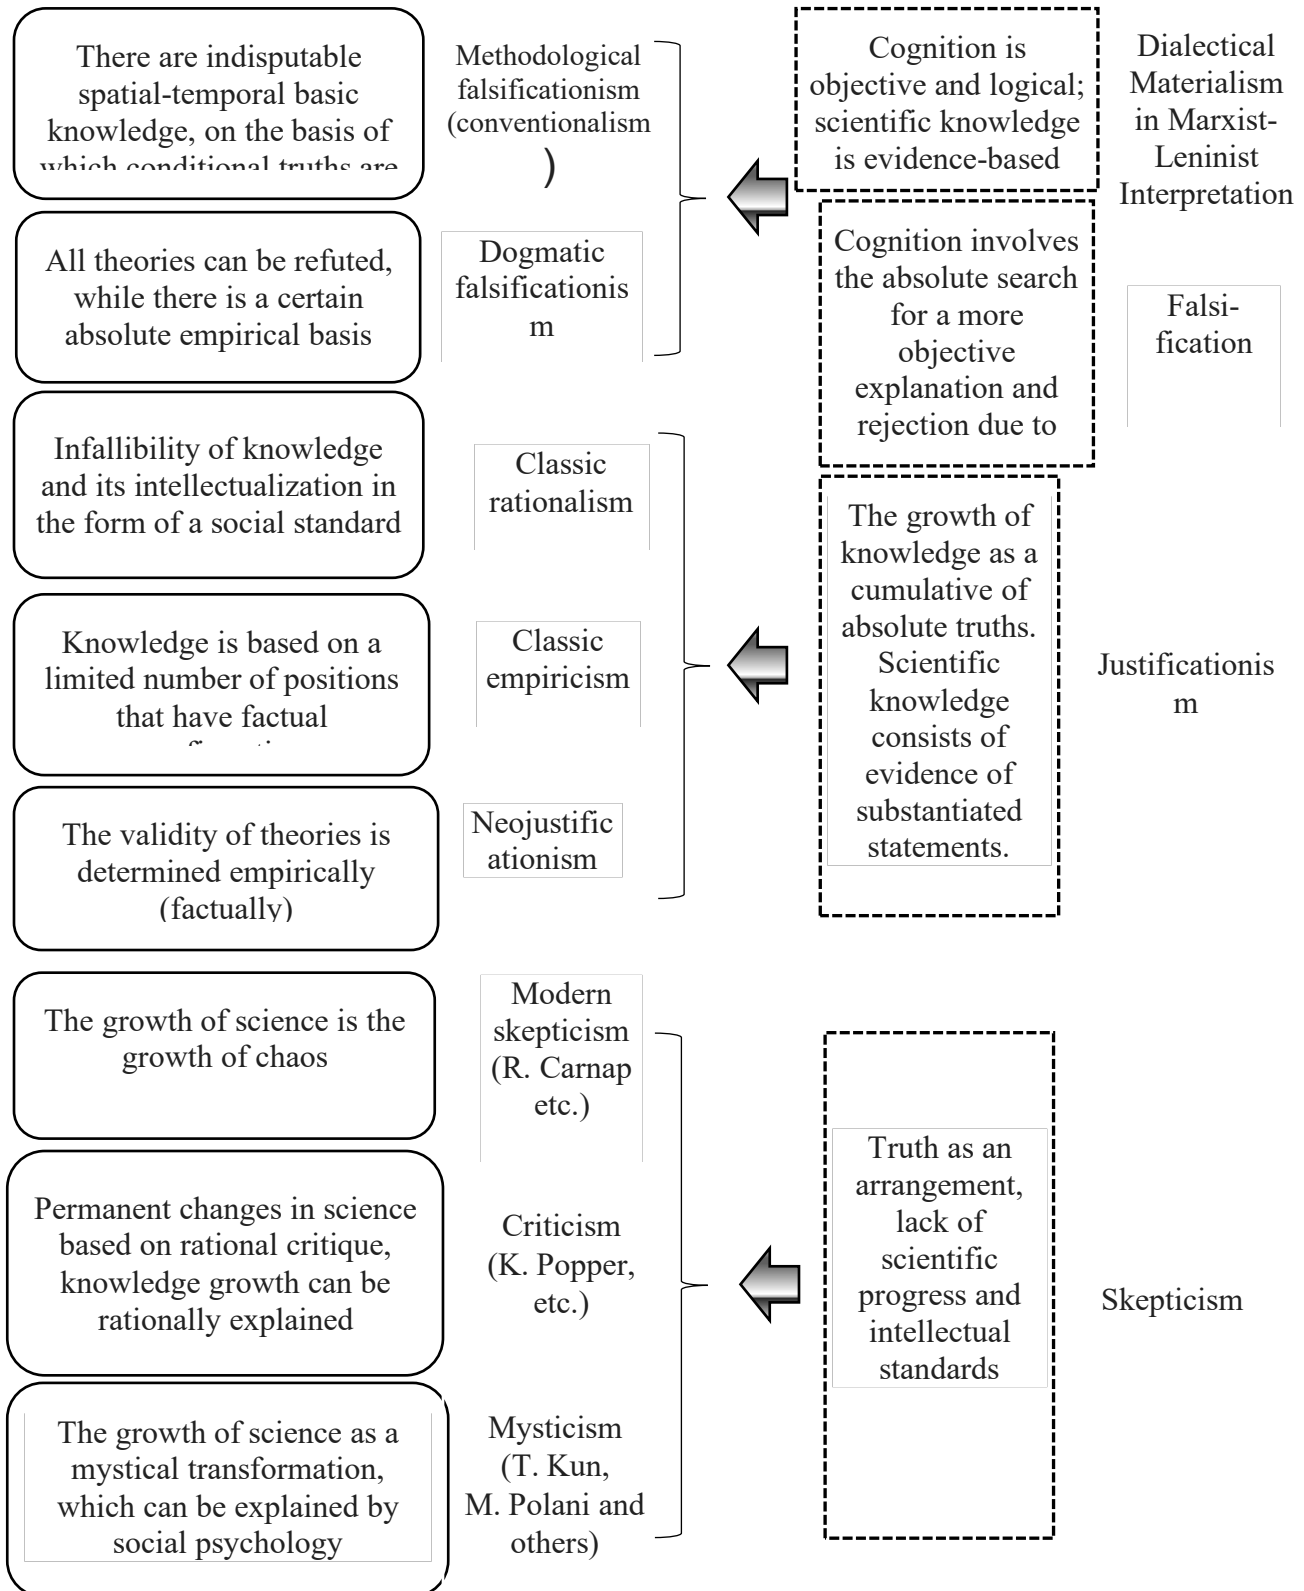 There are indisputable
spatial-temporal basic
knowledge, on the basis of
which conditional truths are
Methodological
falsificationism
(conventionalism
)
Cognition is
objective and logical;
scientific knowledge
is evidence-based
Dialectical
Materialism
in Marxist-
Leninist
Interpretation
All theories can be refuted,
while there is a certain
absolute empirical basis
Dogmatic
falsificationis
m
Cognition involves
the absolute search
for a more
objective
explanation and
rejection due to
Falsi-
fication
Infallibility of knowledge
and its intellectualization in
the form of a social standard
Classic
rationalism
Knowledge is based on a
limited number of positions
that have factual
Classic
empiricism
The validity of theories is
determined empirically
(factually)
Neojustific
ationism
The growth of
knowledge as a
cumulative of
absolute truths.
Scientific
knowledge
consists of
evidence of
substantiated
statements.
Justificationis
m
The growth of science is the
growth of chaos
Modern
skepticism
(R. Carnap
etc.)
Permanent changes in science
based on rational critique,
knowledge growth can be
rationally explained
Criticism
(K. Popper,
etc.)
The growth of science as a
mystical transformation,
which can be explained by
social psychology
Mysticism
(T. Kun,
M. Polani and
others)
Truth as an
arrangement,
lack of
scientific
progress and
intellectual
standards
Skepticism